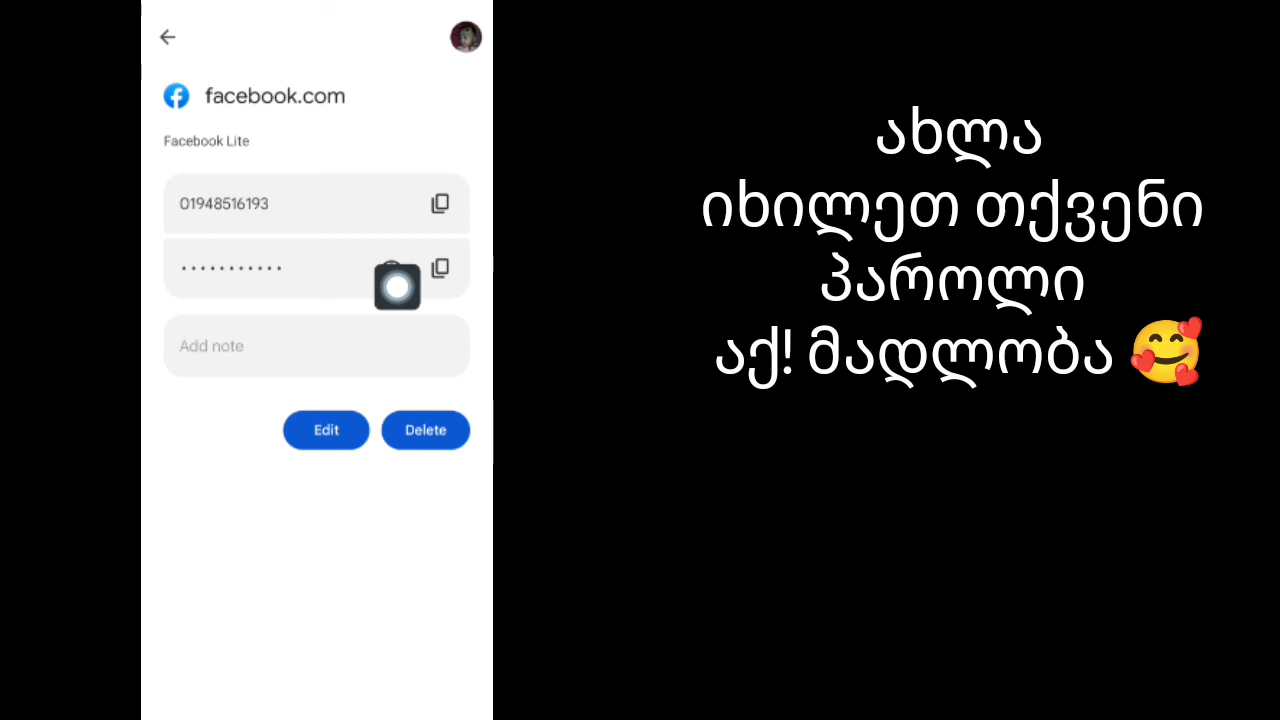 facebook.com
Facebook Lite
01948516193
•••••••••••
Add note
Edit
Delete
ახლა
იხილეთ თქვენი
პაროლი
აქ! მადლობა 🥰